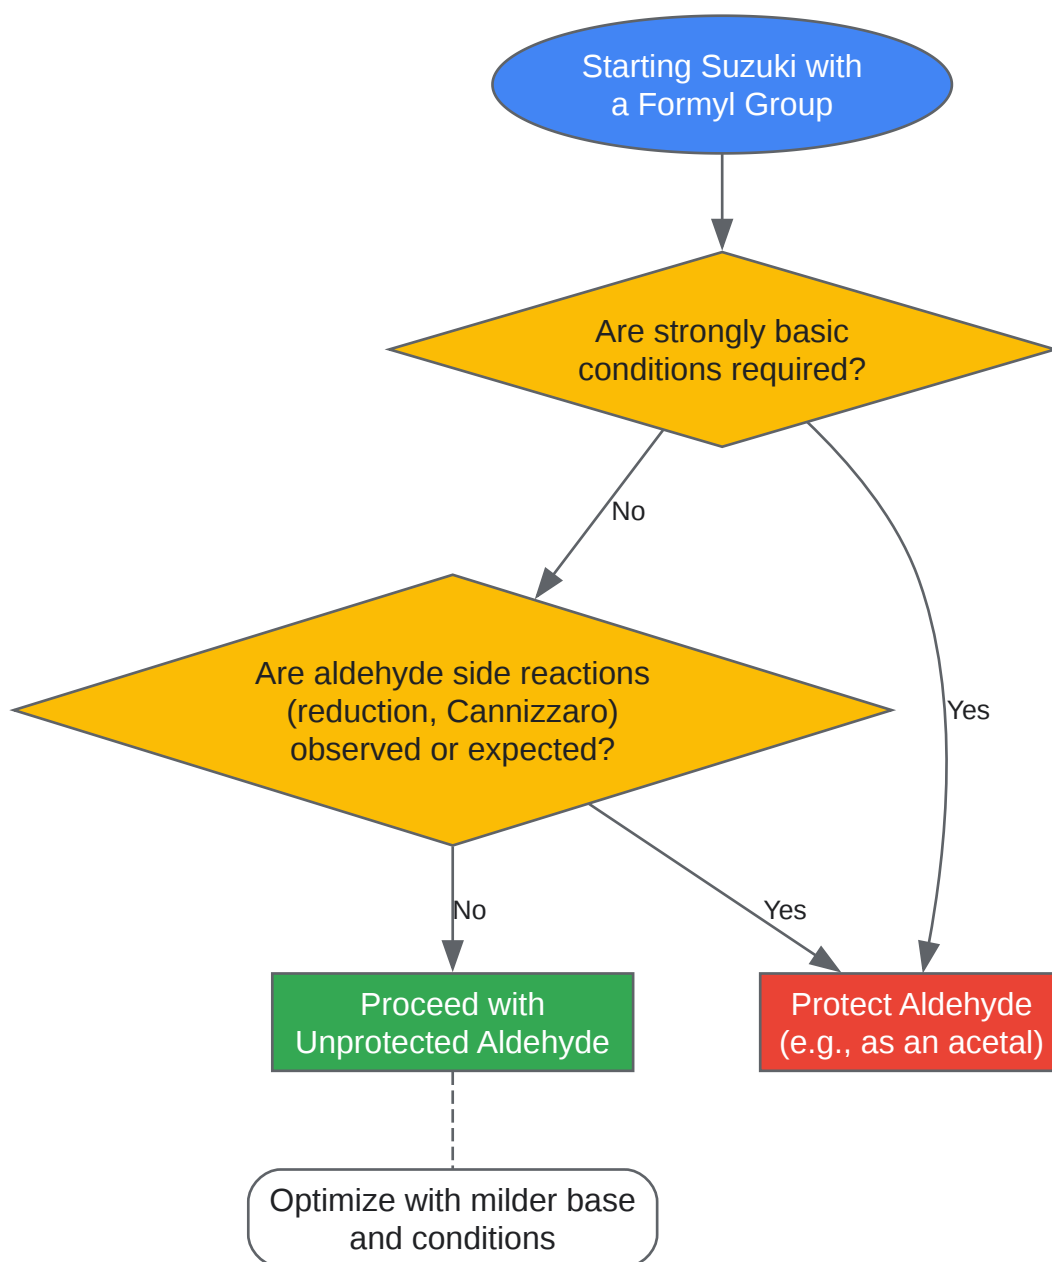 Starting Suzuki with
a Formyl Group
Are strongly basic
conditions required?
No
Yes
Are aldehyde side reactions
(reduction, Cannizzaro)
observed or expected?
No
Yes
Proceed with
Unprotected Aldehyde
Protect Aldehyde
(e.g., as an acetal)
Optimize with milder base
and conditions